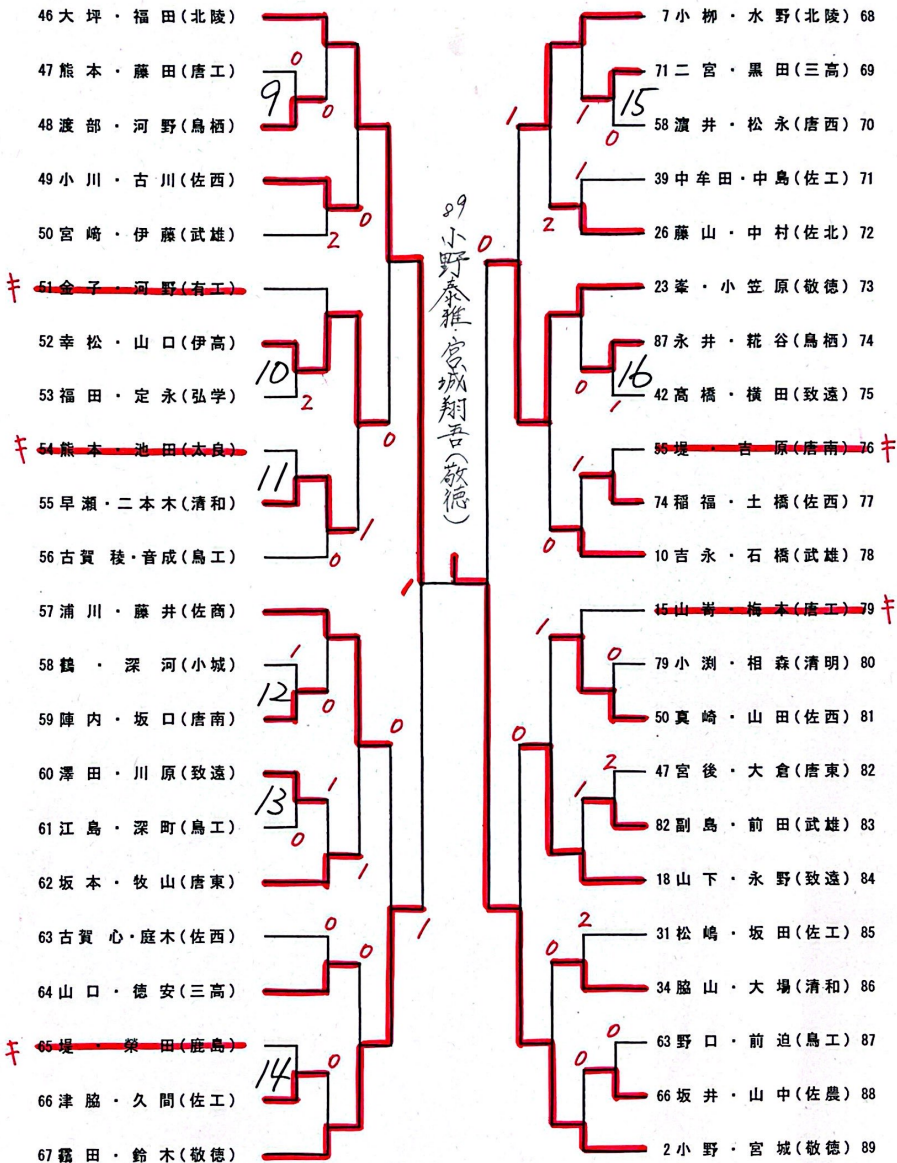 46 大坪・福田(北陵)
47 熊本・藤田(唐工)
48 渡部・河野(鳥栖)
49 小川・古川(佐西)
50 宮﨑・伊藤(武雄)
キ 51 金子・河野(有工)
52 幸松・山口(伊高)
53 福田・定永(弘学)
キ 54 熊本・池田(太良)
55 早瀬・二本木(清和)
56 古賀 稜・音成(鳥工)
57 浦川・藤井(佐商)
58 鶴・深河(小城)
59 陣内・坂口(唐南)
60 澤田・川原(致遠)
61 江島・深町(鳥工)
62 坂本・牧山(唐東)
63 古賀 心・庭木(佐西)
64 山口・徳安(三高)
キ 65 堤・榮田(鹿島)
66 津脇・久間(佐工)
67 田・鈴木(敬徳)
0
9
0
0
2
10
2
0
11
1
0
1
1
12
0
0
13
1
0
1
0
0
1
14
0
89 小野泰雅・宮城翔吾(敬徳)
7 小栁・水野(北陵) 68
71 二宮・黒田(三高) 69
58 濵井・松永(唐西) 70
39 中牟田・中島(佐工) 71
26 藤山・中村(佐北) 72
23 峯・小笠原(敬徳) 73
87 永井・糀谷(鳥栖) 74
42 高橋・横田(致遠) 75
55 堤・吉原(唐南) 76 キ
74 稲福・土橋(佐西) 77
10 吉永・石橋(武雄) 78
15 山﨑・梅本(唐工) 79 キ
79 小渕・相森(清明) 80
50 真崎・山田(佐西) 81
47 宮後・大倉(唐東) 82
82 副島・前田(武雄) 83
18 山下・永野(致遠) 84
31 松嶋・坂田(佐工) 85
34 脇山・大場(清和) 86
63 野口・前迫(鳥工) 87
66 坂井・山中(佐農) 88
2 小野・宮城(敬徳) 89
1
1
15
0
1
2
0
0
16
1
1
0
1
0
0
2
1
2
0
0
0